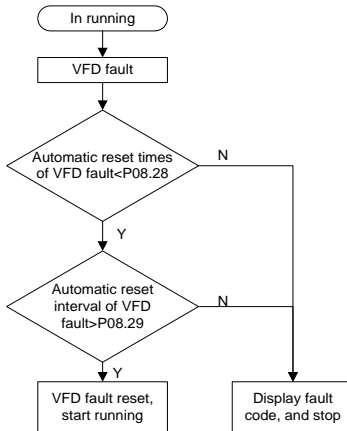 In running
VFD fault
Automatic reset times
of VFD fault<P08.28
N
Y
Automatic reset
interval of VFD
fault>P08.29
N
Y
VFD fault reset,
start running
Display fault
code, and stop